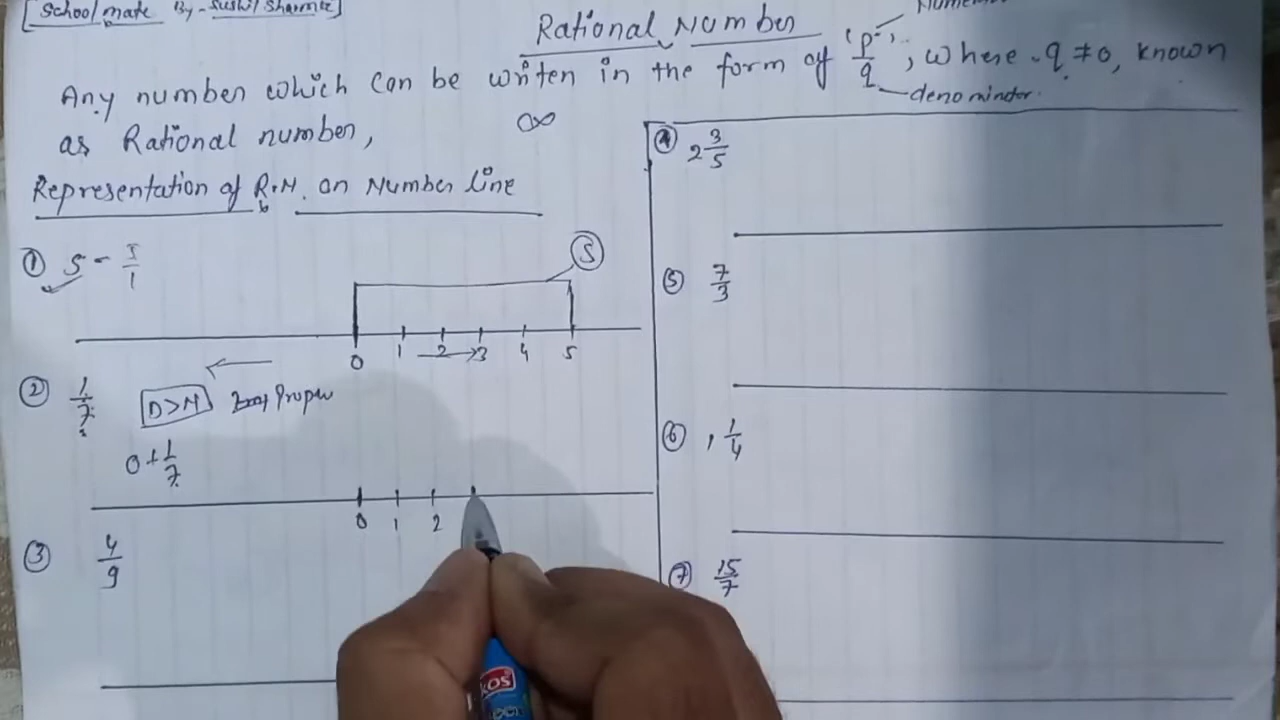 School mate By - Sushil Sharma]
Rational Number
Any number which can be writen in the form of "p/q", where q ≠ 0, known
denominator.
as Rational number, ∞
Representation of R.N. on Number line
① 5 - 5/1
5
0 1 2 3 4 5
② 1/7 D>N Proper
0 + 1/7
0 1 2
③ 4/9
④ 2 3/5
⑤ 7/3
⑥ , 1/4
⑦ 15/7